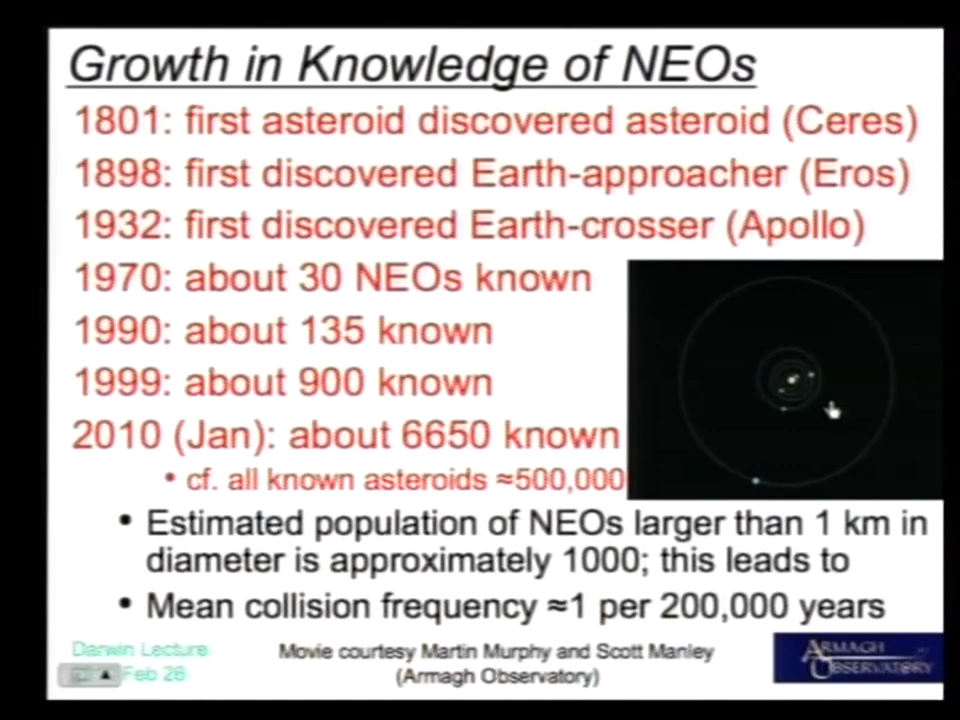 Growth in Knowledge of NEOs
1801: first asteroid discovered asteroid (Ceres)
1898: first discovered Earth-approacher (Eros)
1932: first discovered Earth-crosser (Apollo)
1970: about 30 NEOs known
1990: about 135 known
1999: about 900 known
2010 (Jan): about 6650 known
• cf. all known asteroids ≈500,000
• Estimated population of NEOs larger than 1 km in
diameter is approximately 1000; this leads to
• Mean collision frequency ≈1 per 200,000 years
Darwin Lecture
Feb 26
Movie courtesy Martin Murphy and Scott Manley
(Armagh Observatory)
ARMAGH
OBSERVATORY